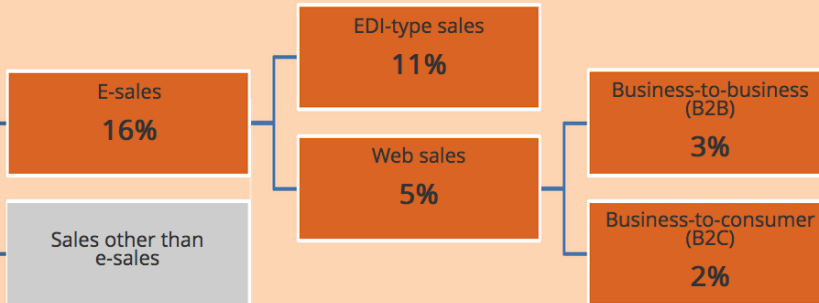 E-sales
16%
Sales other than
e-sales
EDI-type sales
11%
Web sales
5%
Business-to-business
(B2B)
3%
Business-to-consumer
(B2C)
2%